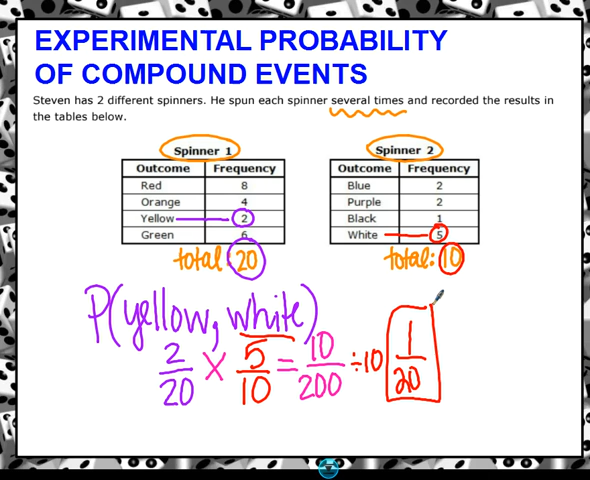 EXPERIMENTAL PROBABILITY
OF COMPOUND EVENTS
Steven has 2 different spinners. He spun each spinner several times and recorded the results in
the tables below.
Spinner 1
Outcome Frequency
Red 8
Orange 4
Yellow 2
Green 6
total: 20
Spinner 2
Outcome Frequency
Blue 2
Purple 2
Black 1
White 5
total: 10
P(yellow, white)
2/20 × 5/10 = 10/200 ÷10 1/20